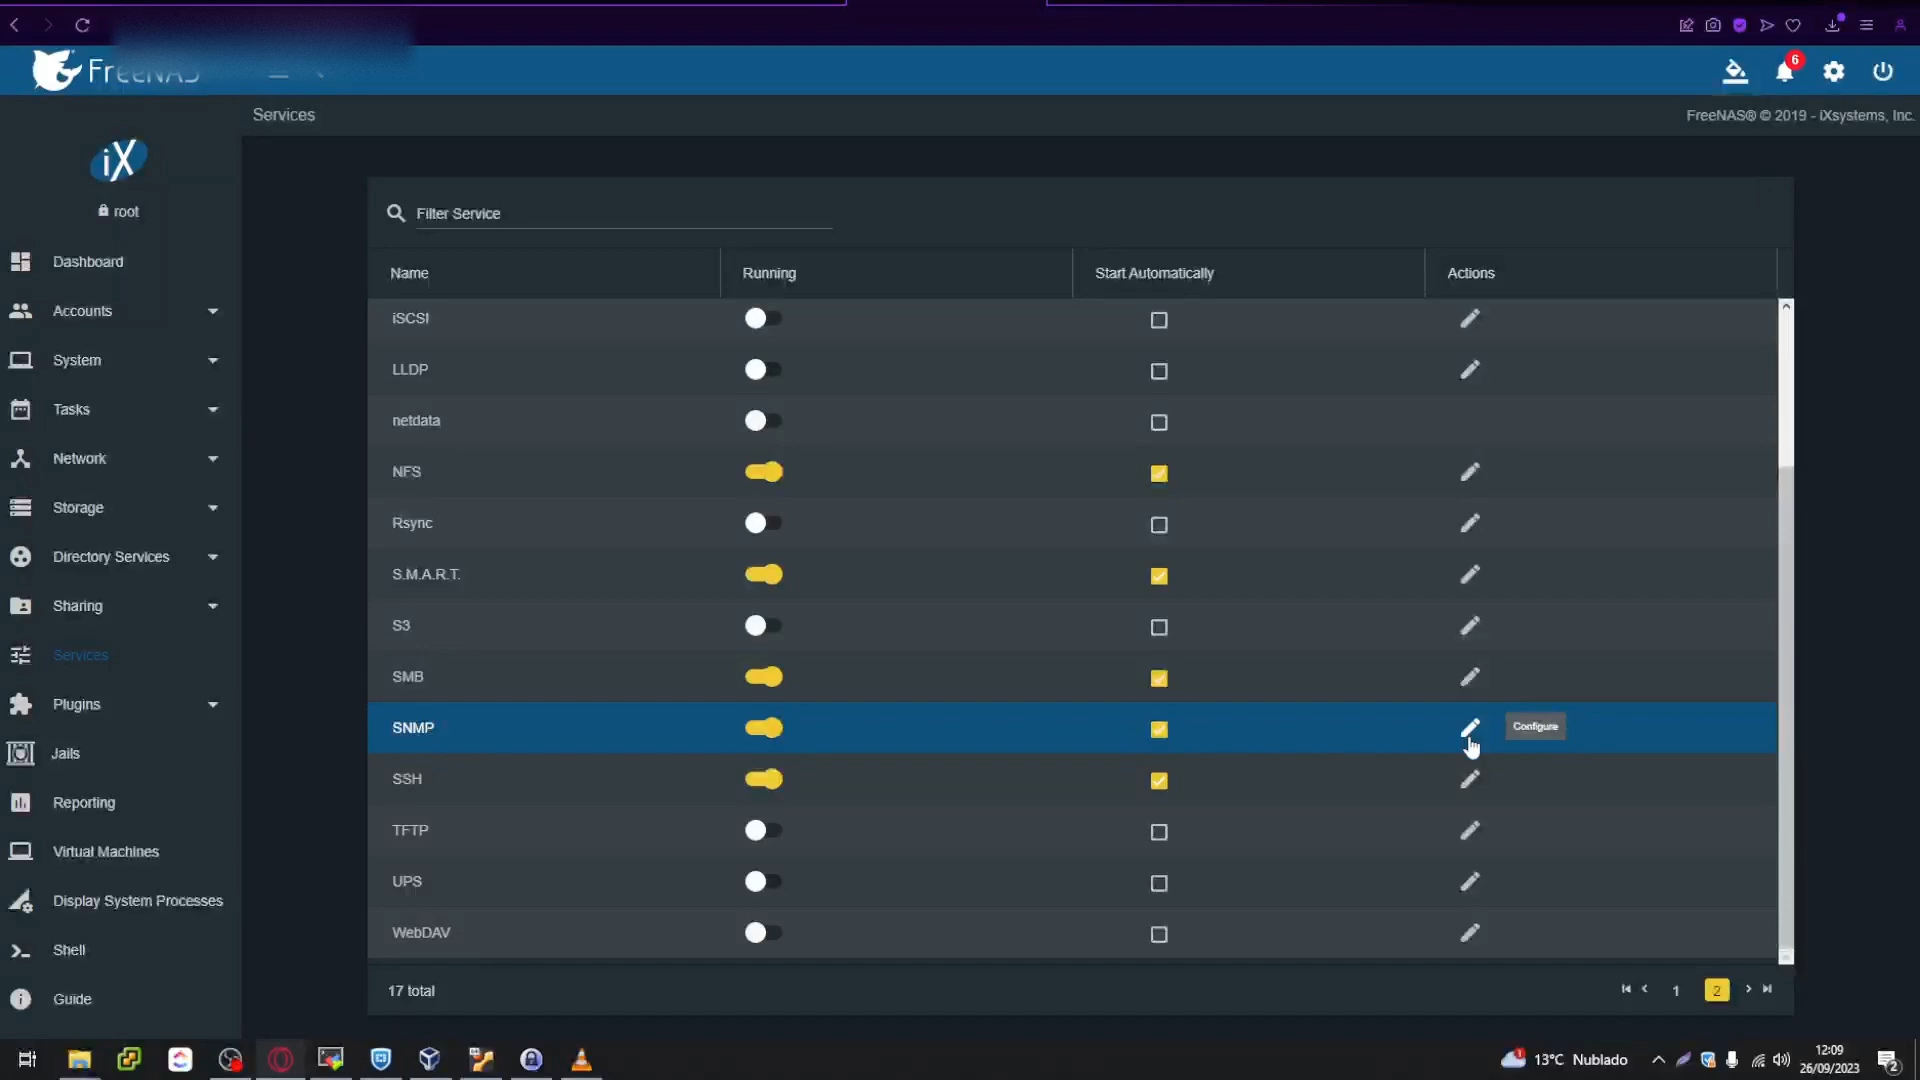 FreeNAS
6
Services
FreeNAS® © 2019 - iXsystems, Inc.
iX
root
Dashboard
Accounts
System
Tasks
Network
Storage
Directory Services
Sharing
Services
Plugins
Jails
Reporting
Virtual Machines
Display System Processes
Shell
Guide
Filter Service
Name Running Start Automatically Actions
iSCSI
LLDP
netdata
NFS
Rsync
S.M.A.R.T.
S3
SMB
SNMP
Configure
SSH
TFTP
UPS
WebDAV
17 total
1 2
1
13°C Nublado
12:09
26/09/2023
2